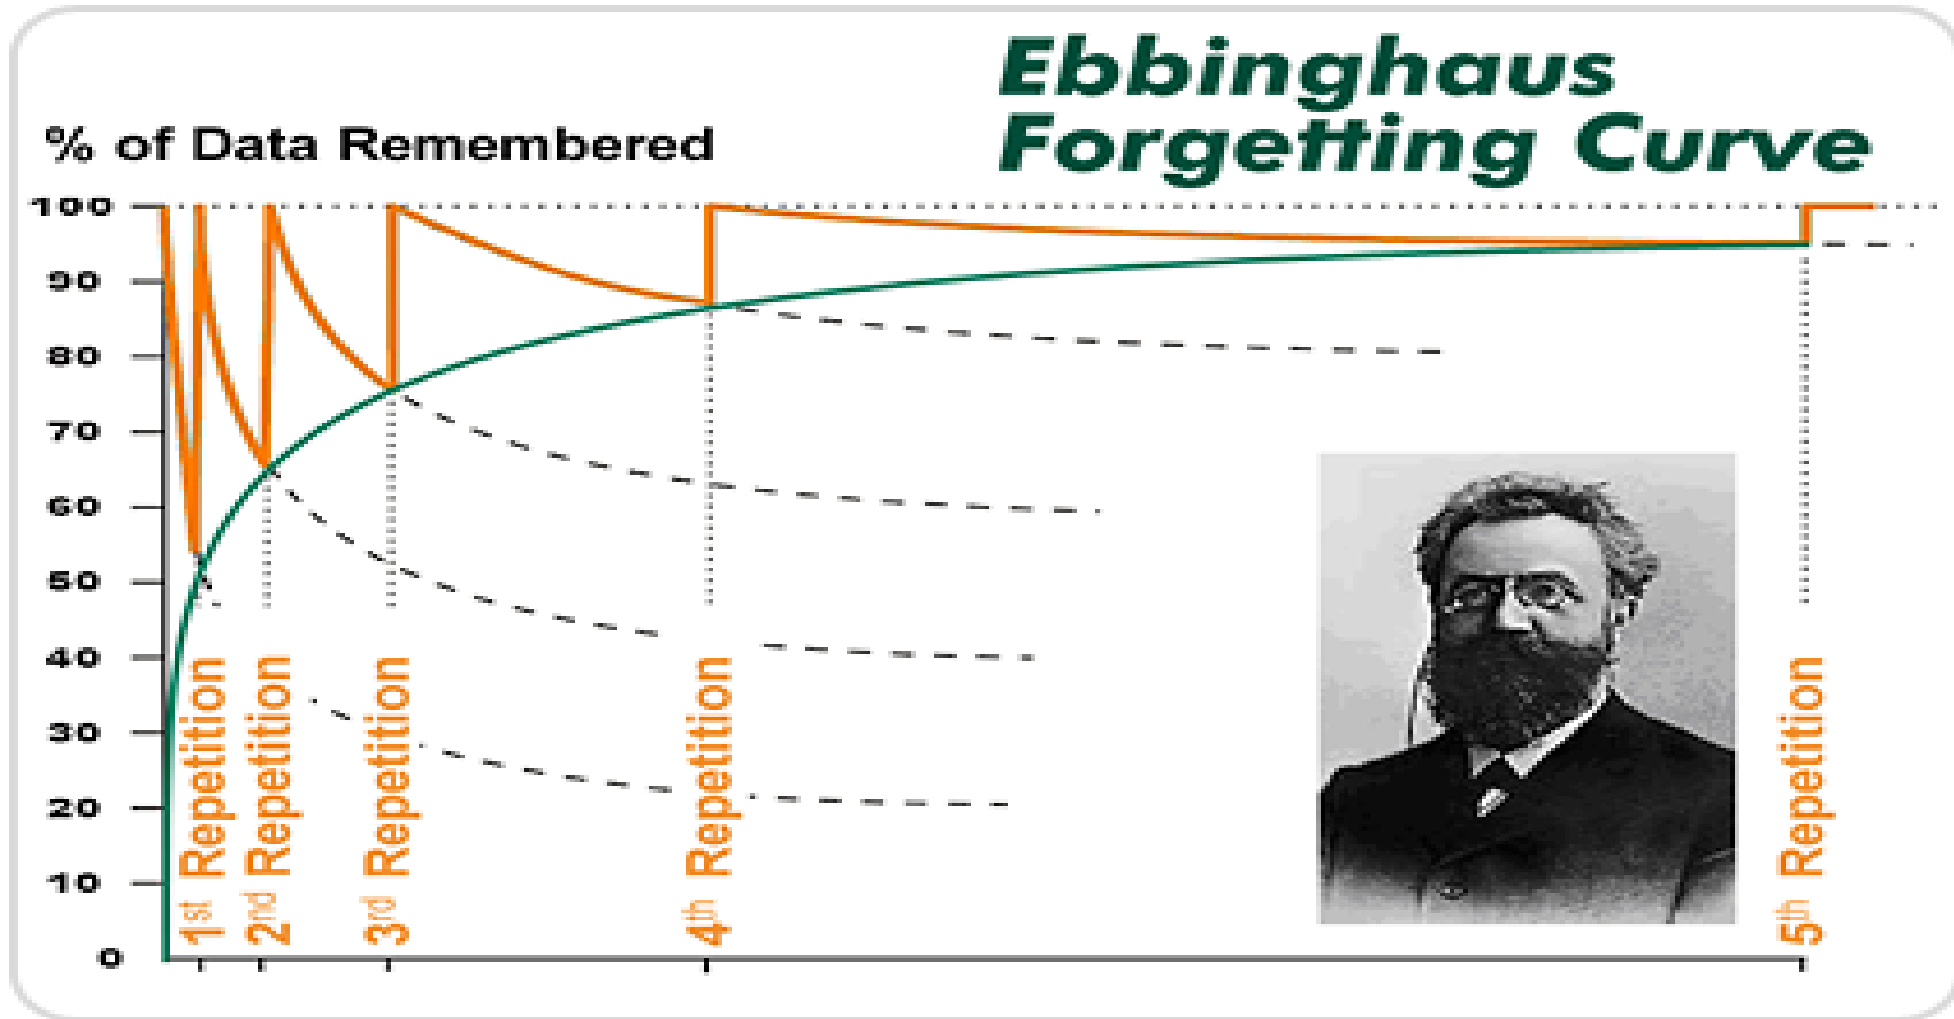 Ebbinghaus
Forgetting Curve
% of Data Remembered
100
90
80
70
60
50
40
30
20
10
0
1st Repetition
2nd Repetition
3rd Repetition
4th Repetition
5th Repetition